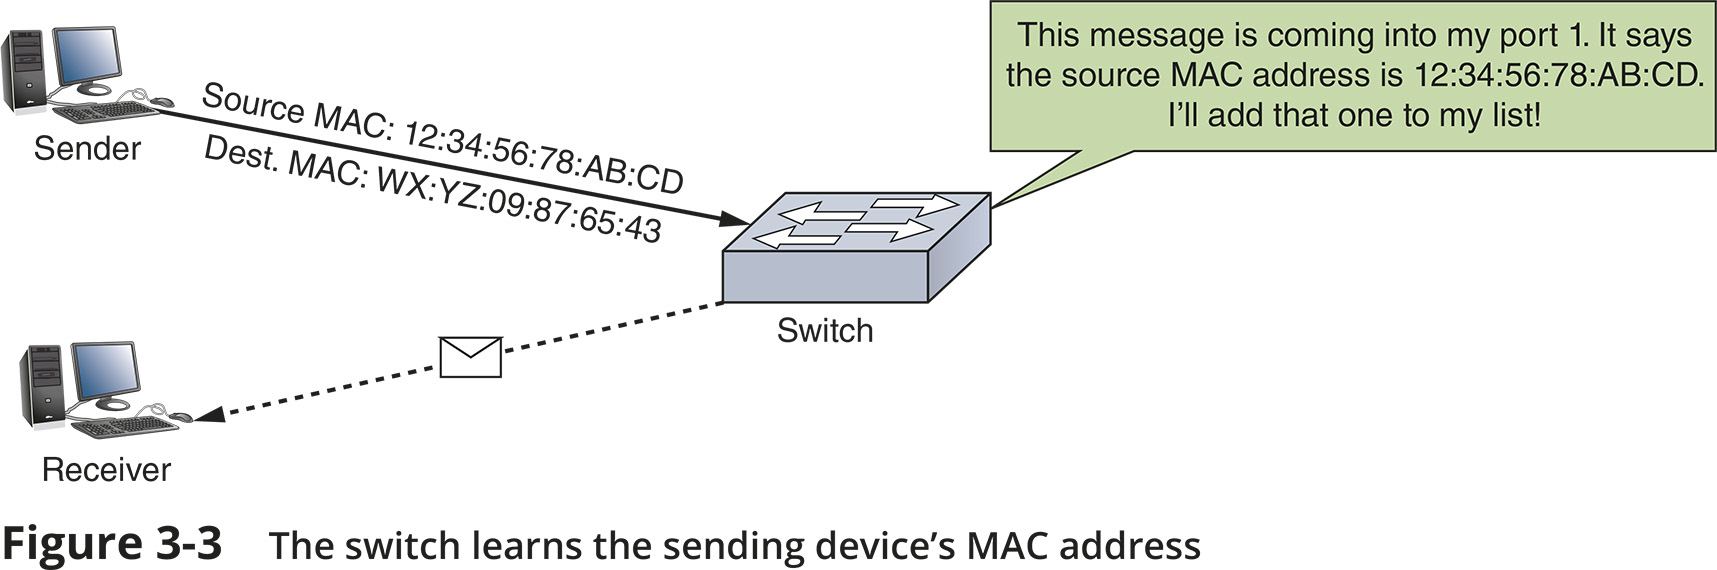 This message is coming into my port 1. It says
the source MAC address is 12:34:56:78:AB:CD.
I’ll add that one to my list!
Source MAC: 12:34:56:78:AB:CD
Dest. MAC: WX:YZ:09:87:65:43
Sender
Switch
Receiver
Figure 3-3 The switch learns the sending device’s MAC address